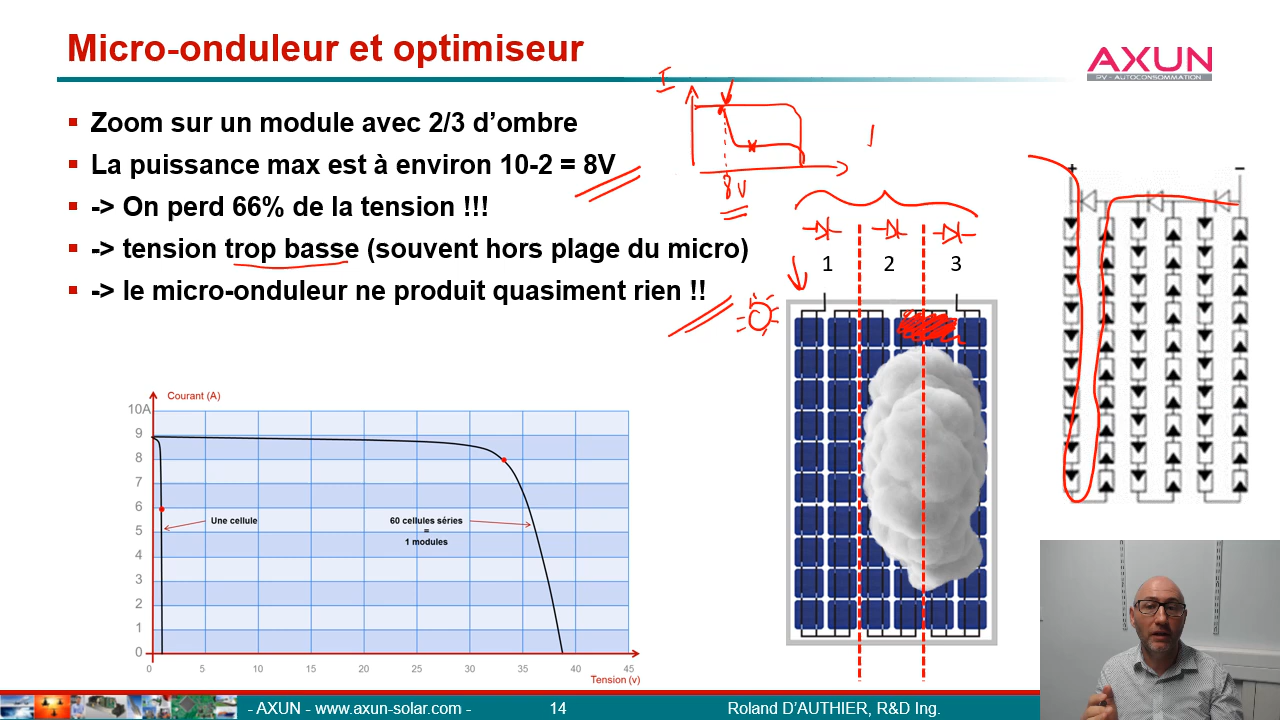 Micro-onduleur et optimiseur
AXUN
PV - AUTOCONSOMMATION
Zoom sur un module avec 2/3 d’ombre
La puissance max est à environ 10-2 = 8V
-> On perd 66% de la tension !!!
-> tension trop basse (souvent hors plage du micro)
-> le micro-onduleur ne produit quasiment rien !!
I
8V
1 2 3
+ −
Courant (A)
10A
9
8
7
6
5
4
3
2
1
0
Une cellule
60 cellules séries
=
1 modules
0 5 10 15 20 25 30 35 40 45
Tension (v)
- AXUN - www.axun-solar.com - 14 Roland D’AUTHIER, R&D Ing.